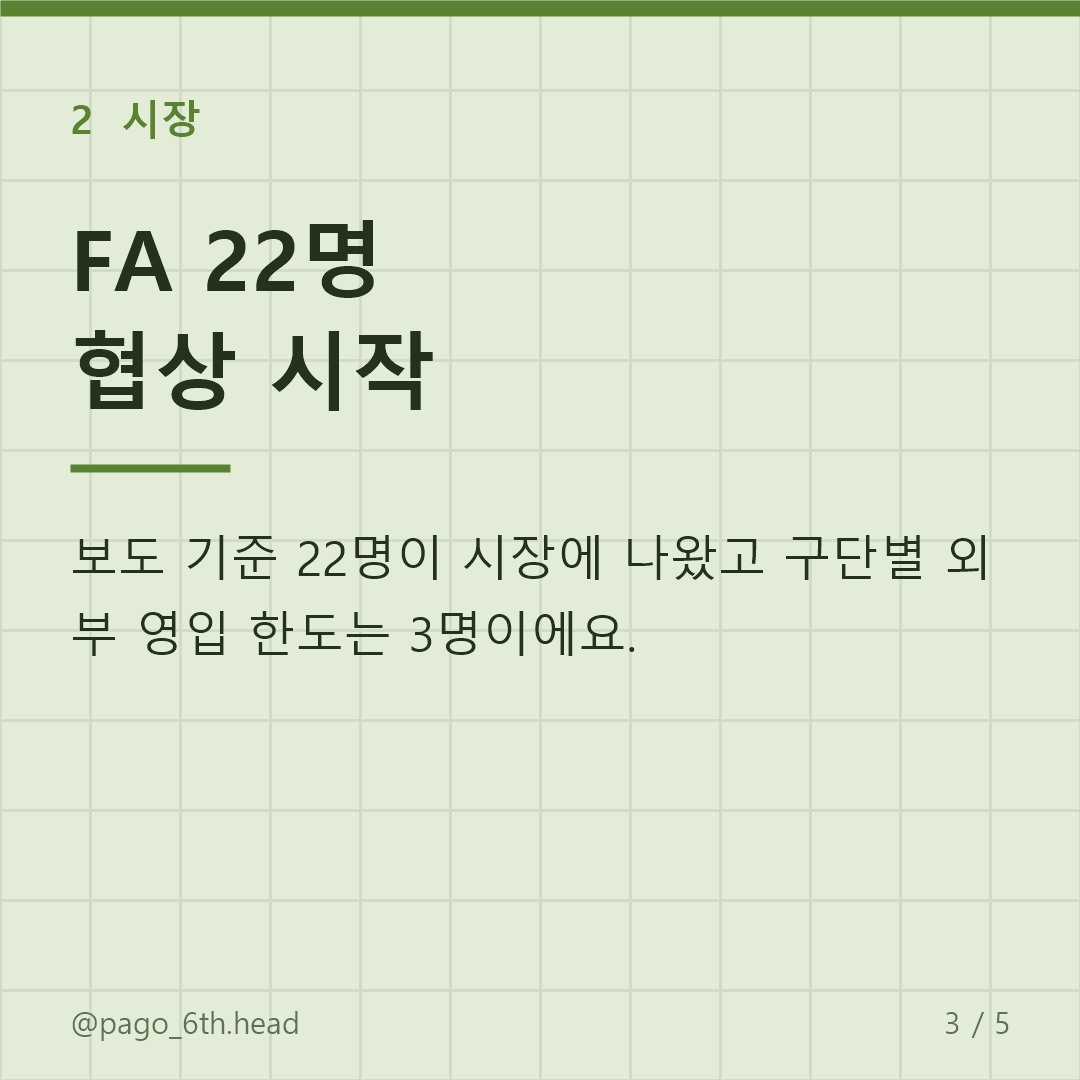 2 시장
FA 22명
협상 시작
보도 기준 22명이 시장에 나왔고 구단별 외
부 영입 한도는 3명이에요.
@pago_6th.head
3 / 5